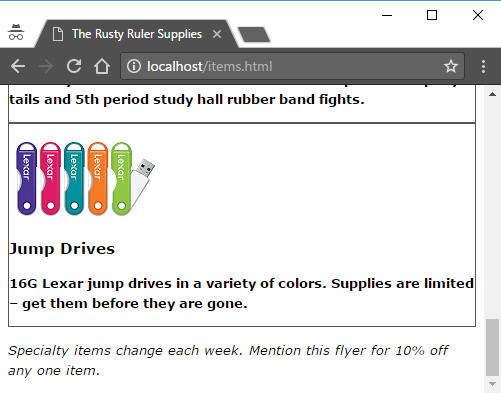 The Rusty Ruler Supplies
localhost/items.html
tails and 5th period study hall rubber band fights.
Lexar Lexar Lexar Lexar Lexar
Jump Drives
16G Lexar jump drives in a variety of colors. Supplies are limited
– get them before they are gone.
Specialty items change each week. Mention this flyer for 10% off
any one item.